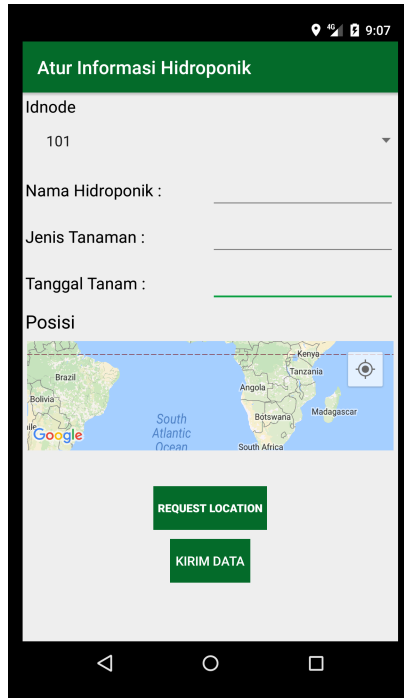 4G 9:07
Atur Informasi Hidroponik
Idnode
101
Nama Hidroponik :
Jenis Tanaman :
Tanggal Tanam :
Posisi
Kenya
Brazil
Tanzania
Angola
Bolivia
Botswana
Madagascar
South
Atlantic
Ocean
South Africa
Google
REQUEST LOCATION
KIRIM DATA